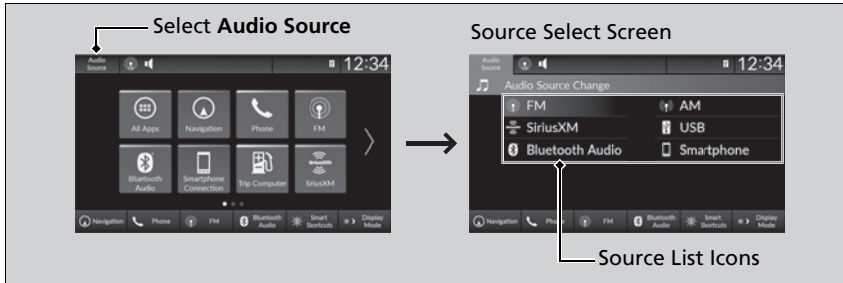 Select Audio Source
Source Select Screen
Audio
Source
12:34
All Apps
Navigation
Phone
FM
Bluetooth
Audio
Smartphone
Connection
Trip Computer
SiriusXM
SiriusXM
Navigation
Phone
FM
Bluetooth
Audio
Smart
Shortcuts
Display
Mode
Audio
Source
12:34
Audio Source Change
FM
AM
SiriusXM
USB
Bluetooth Audio
Smartphone
Navigation
Phone
FM
Bluetooth
Audio
Smart
Shortcuts
Display
Mode
Source List Icons